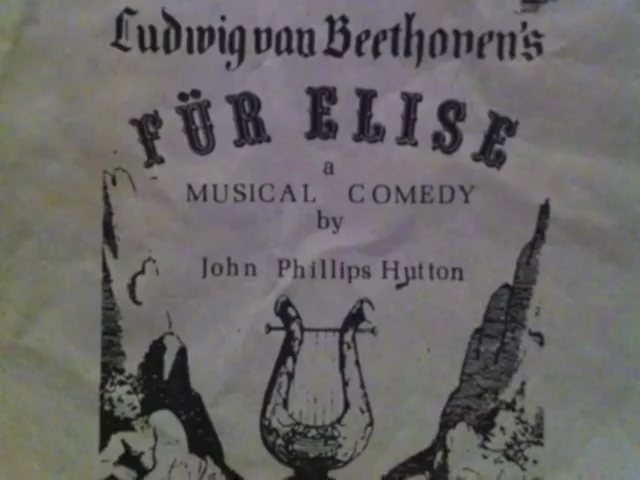 Ludwig van Beethoven's
FÜR ELISE
a
MUSICAL COMEDY
by
John Phillips Hutton